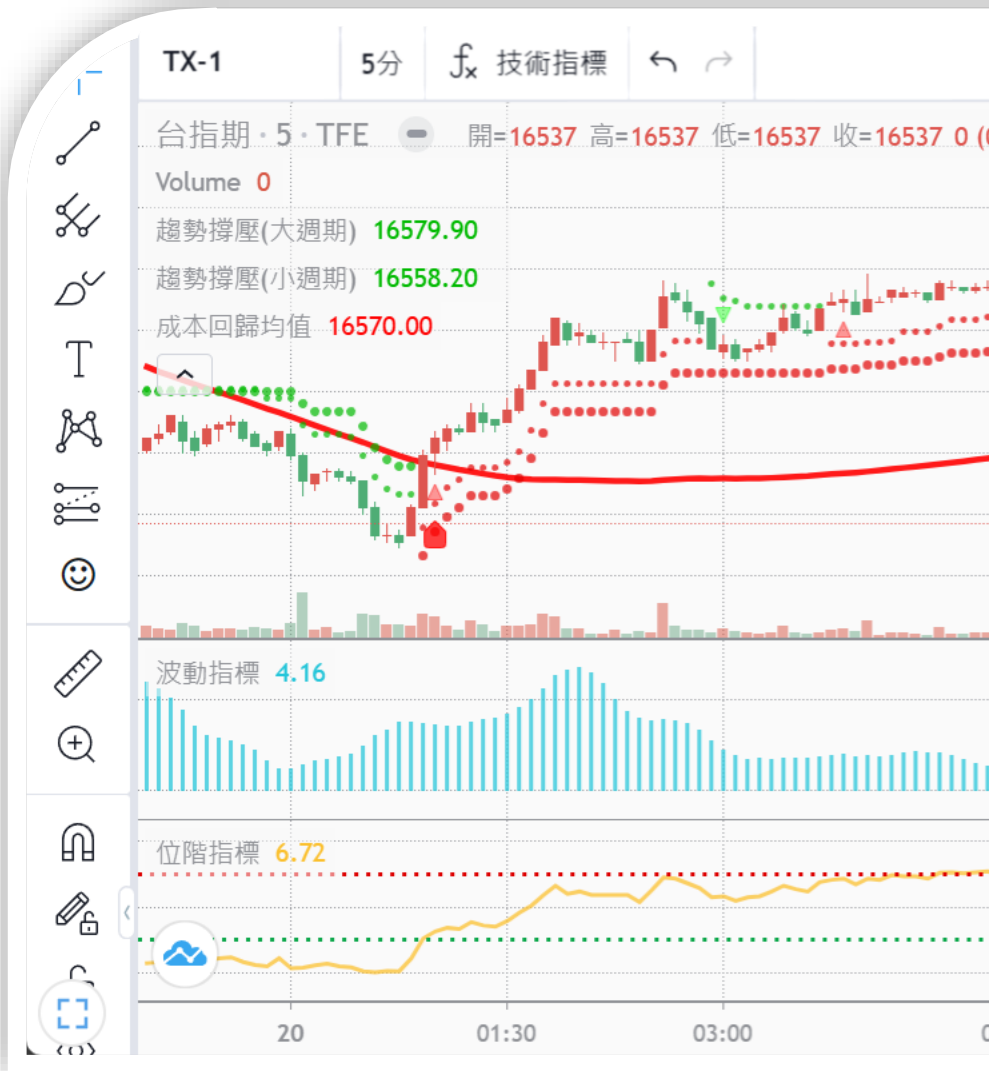 TX-1 5分 fx 技術指標
台指期 · 5 · TFE 開=16537 高=16537 低=16537 收=16537 0
Volume 0
趨勢撐壓(大週期) 16579.90
趨勢撐壓(小週期) 16558.20
成本回歸均值 16570.00
T
波動指標 4.16
位階指標 6.72
20 01:30 03:00